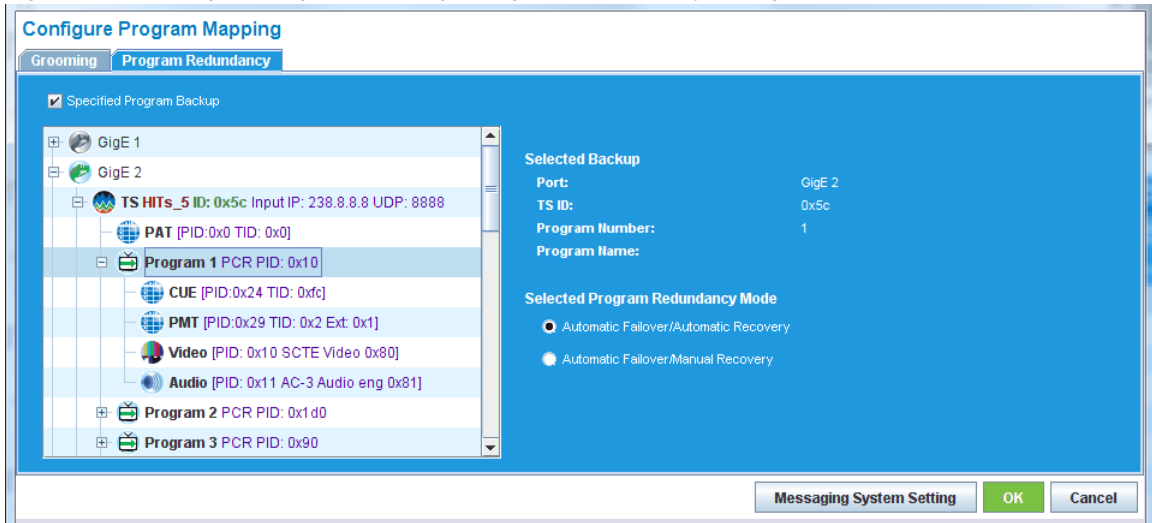 Configure Program Mapping
Grooming Program Redundancy
Specified Program Backup
GigE 1
GigE 2
TS HITs_5 ID: 0x5c Input IP: 238.8.8.8 UDP: 8888
PAT [PID:0x0 TID: 0x0]
Program 1 PCR PID: 0x10
CUE [PID:0x24 TID: 0xfc]
PMT [PID:0x29 TID: 0x2 Ext: 0x1]
Video [PID: 0x10 SCTE Video 0x80]
Audio [PID: 0x11 AC-3 Audio eng 0x81]
Program 2 PCR PID: 0x1d0
Program 3 PCR PID: 0x90
Selected Backup
Port: GigE 2
TS ID: 0x5c
Program Number: 1
Program Name:
Selected Program Redundancy Mode
Automatic Failover/Automatic Recovery
Automatic Failover/Manual Recovery
Messaging System Setting OK Cancel